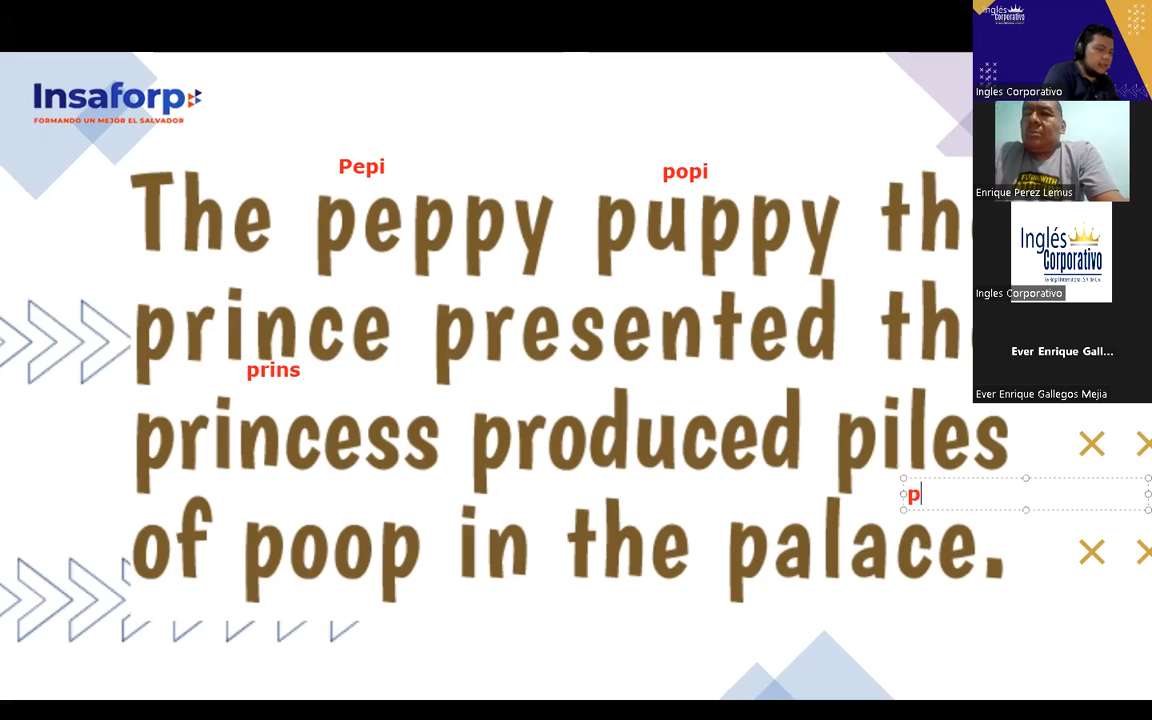 Inglés
Corporativo
Ingles Corporativo
Insaforp
FORMANDO UN MEJOR EL SALVADOR
Pepi
popi
The peppy puppy th
Enrique Perez Lemus
Inglés
Corporativo
Ingles Corporativo
prince presented th
prins
Ever Enrique Gall...
Ever Enrique Gallegos Mejia
princess produced piles
p
of poop in the palace.